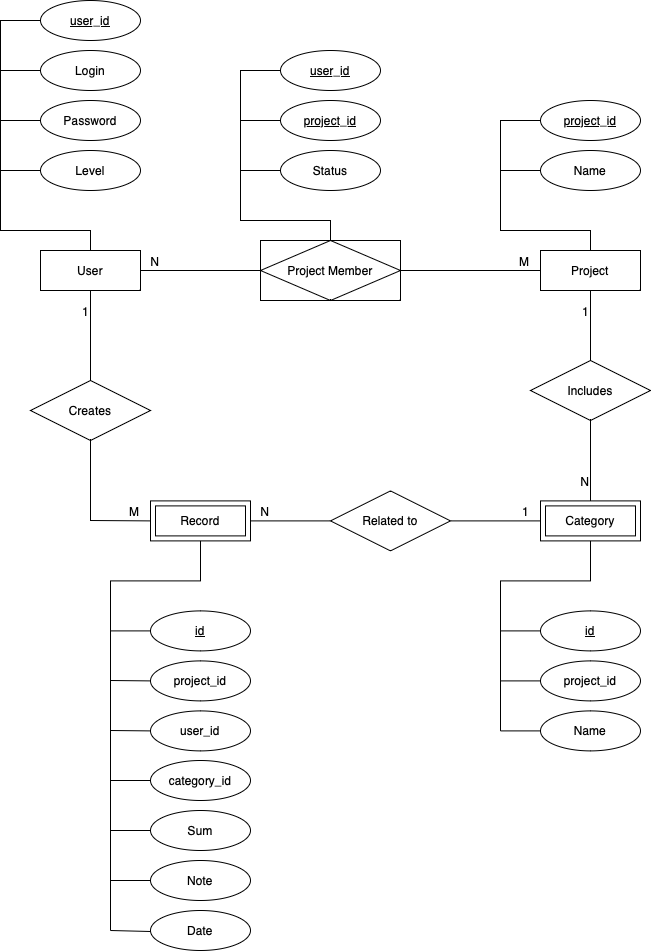 user_id
Login
Password
Level
user_id
project_id
Status
project_id
Name
User
N
Project Member
M
Project
1
1
Creates
Includes
M
Record
N
Related to
1
N
Category
id
project_id
user_id
category_id
Sum
Note
Date
id
project_id
Name